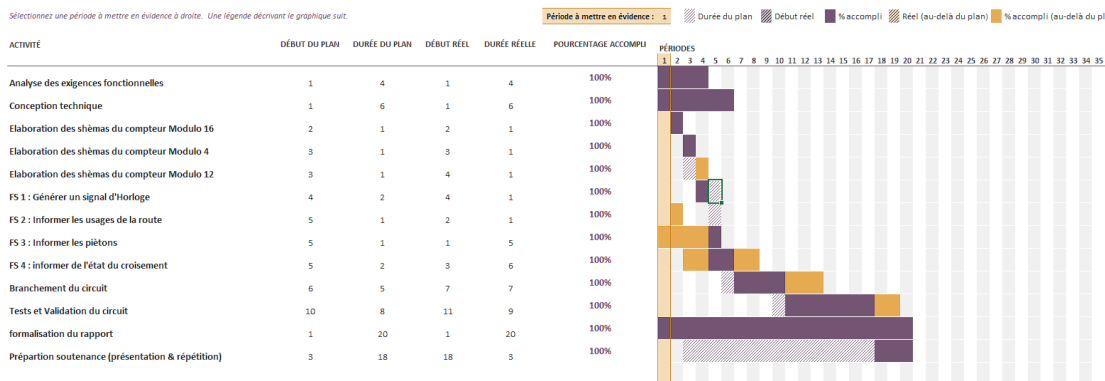 Sélectionnez une période à mettre en évidence à droite. Une légende décrivant le graphique suit.
Période à mettre en évidence : 1 Durée du plan Début réel % accompli Réel (au-delà du plan) % accompli (au-delà du pl
ACTIVITÉ DÉBUT DU PLAN DURÉE DU PLAN DÉBUT RÉEL DURÉE RÉELLE POURCENTAGE ACCOMPLI PÉRIODES
1 2 3 4 5 6 7 8 9 10 11 12 13 14 15 16 17 18 19 20 21 22 23 24 25 26 27 28 29 30 31 32 33 34 35
Analyse des exigences fonctionnelles 1 4 1 4 100%
Conception technique 1 6 1 6 100%
Elaboration des shèmas du compteur Modulo 16 2 1 2 1 100%
Elaboration des shèmas du compteur Modulo 4 3 1 3 1 100%
Elaboration des shèmas du compteur Modulo 12 3 1 4 1 100%
FS 1 : Générer un signal d'Horloge 4 2 4 1 100%
FS 2 : Informer les usages de la route 5 1 2 1 100%
FS 3 : Informer les piètons 5 1 1 5 100%
FS 4 : informer de l'état du croisement 5 2 3 6 100%
Branchement du circuit 6 5 7 7 100%
Tests et Validation du circuit 10 8 11 9 100%
formalisation du rapport 1 20 1 20 100%
Prépartion soutenance (présentation & répétition) 3 18 18 3 100%